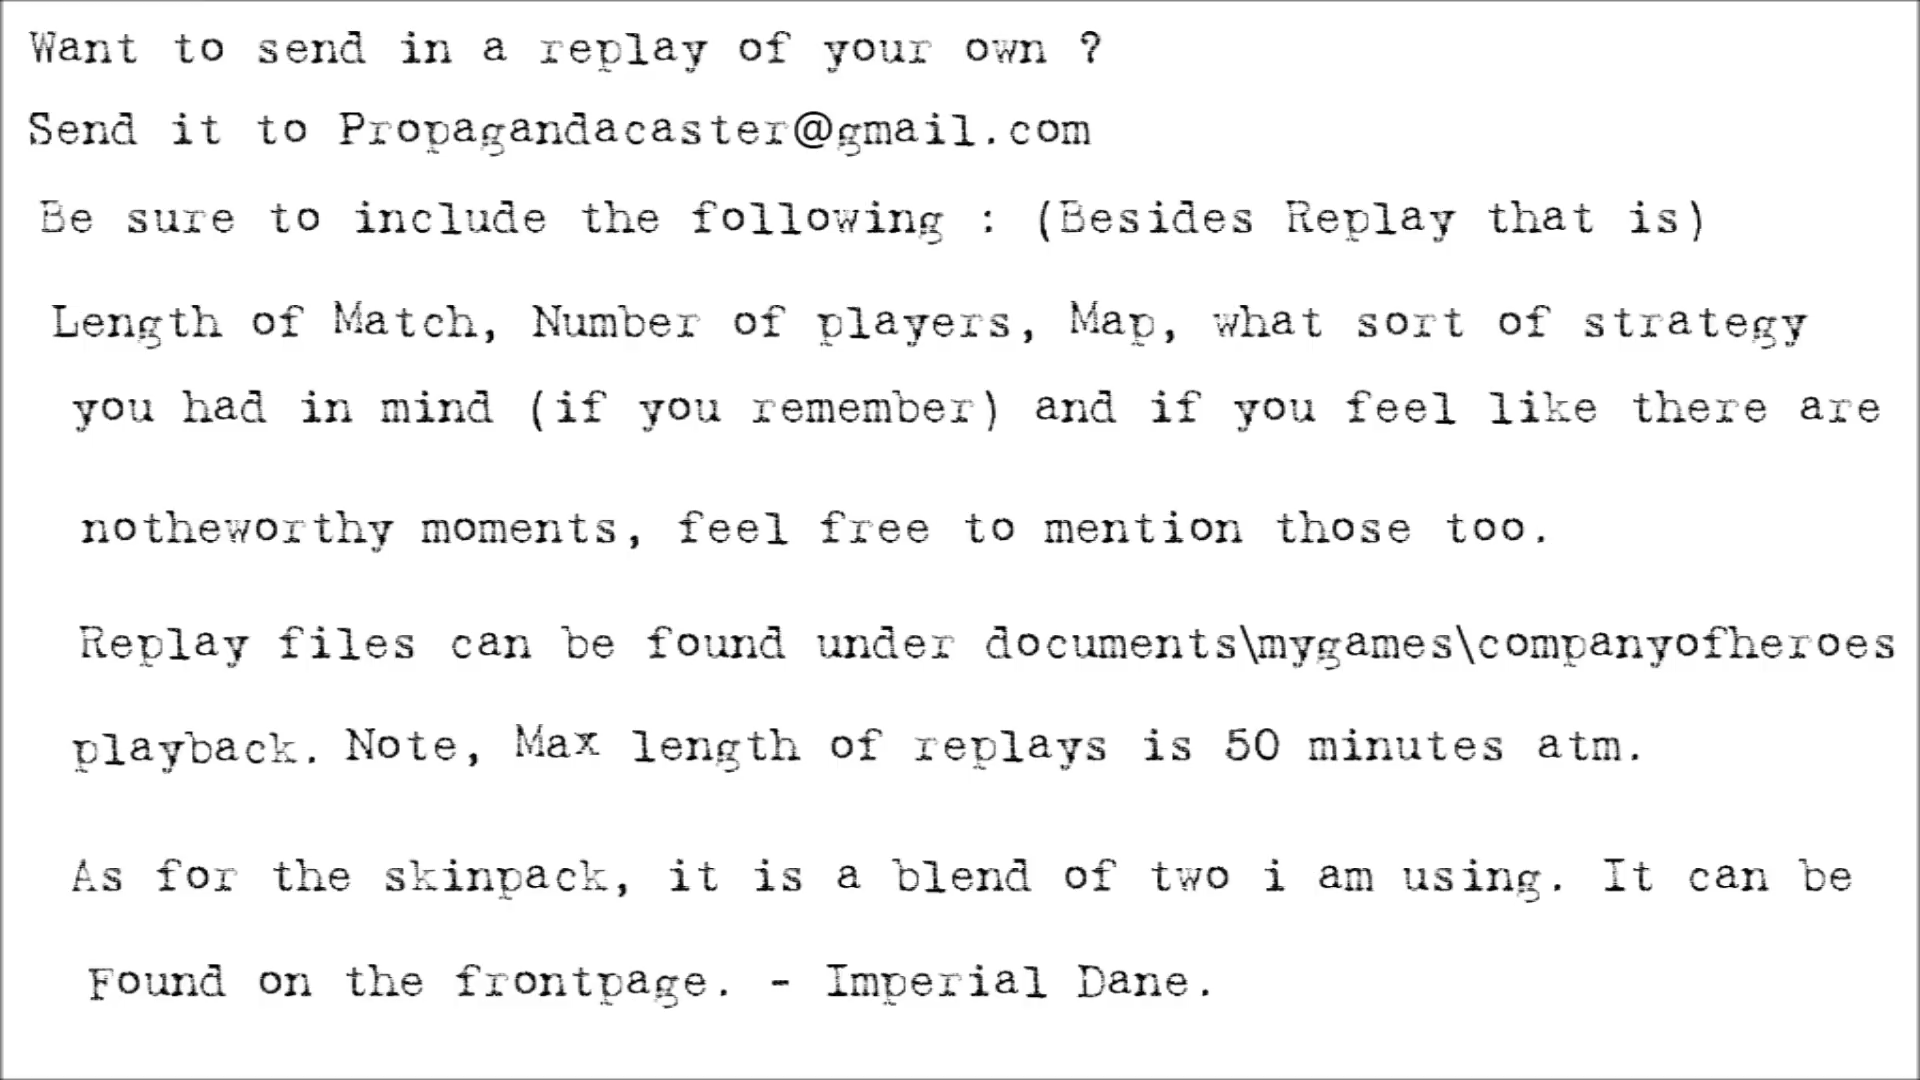 Want to send in a replay of your own ?
Send it to Propagandacaster@gmail.com
Be sure to include the following : (Besides Replay that is)
Length of Match, Number of players, Map, what sort of strategy
you had in mind (if you remember) and if you feel like there are
notheworthy moments, feel free to mention those too.
Replay files can be found under documents\mygames\companyofheroes
playback. Note, Max length of replays is 50 minutes atm.
As for the skinpack, it is a blend of two i am using. It can be
Found on the frontpage. - Imperial Dane.